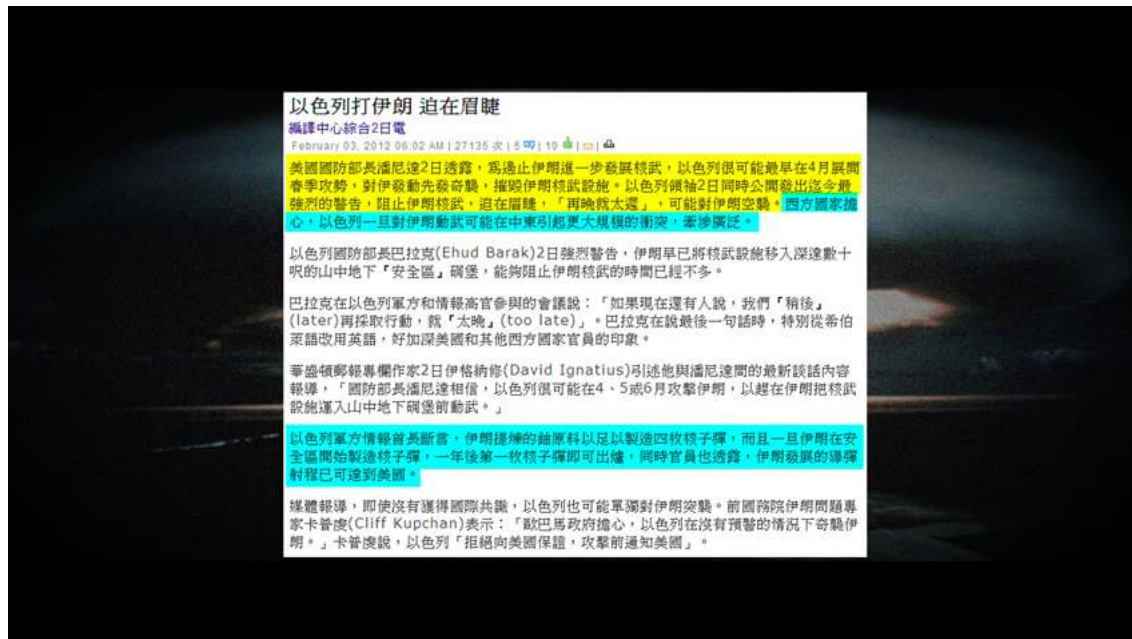 以色列打伊朗 迫在眉睫
編譯中心綜合2日電
February 03, 2012 06:02 AM | 27135 次 | 5 | 10 | |
美國國防部長潘尼達2日透露，為遏止伊朗進一步發展核武，以色列很可能最早在4月展開
春季攻勢，對伊發動先發奇襲，摧毀伊朗核武設施。以色列領袖2日同時公開發出迄今最
強烈的警告，阻止伊朗核武，迫在眉睫，「再晚就太遲」，可能對伊朗空襲。西方國家擔
心，以色列一旦對伊朗動武可能在中東引起更大規模的衝突，牽涉廣泛。
以色列國防部長巴拉克(Ehud Barak)2日強烈警告，伊朗早已將核武設施移入深達數十
呎的山中地下『安全區』碉堡，能夠阻止伊朗核武的時間已經不多。
巴拉克在以色列軍方和情報高官參與的會議說：「如果現在還有人說，我們『稍後』
(later)再採取行動，就『太晚』(too late)」。巴拉克在說最後一句話時，特別從希伯
萊語改用英語，好加深美國和其他西方國家官員的印象。
華盛頓郵報專欄作家2日伊格納修(David Ignatius)引述他與潘尼達間的最新談話內容
報導，「國防部長潘尼達相信，以色列很可能在4、5或6月攻擊伊朗，以趕在伊朗把核武
設施運入山中地下碉堡前動武。」
以色列軍方情報首長斷言，伊朗提煉的鈾原料以足以製造四枚核子彈，而且一旦伊朗在安
全區開始製造核子彈，一年後第一枚核子彈即可出爐，同時官員也透露，伊朗發展的導彈
射程已可達到美國。
媒體報導，即使沒有獲得國際共識，以色列也可能單獨對伊朗突襲。前國務院伊朗問題專
家卡普虔(Cliff Kupchan)表示：「歐巴馬政府擔心，以色列在沒有預警的情況下奇襲伊
朗。」卡普虔說，以色列「拒絕向美國保證，攻擊前通知美國」。